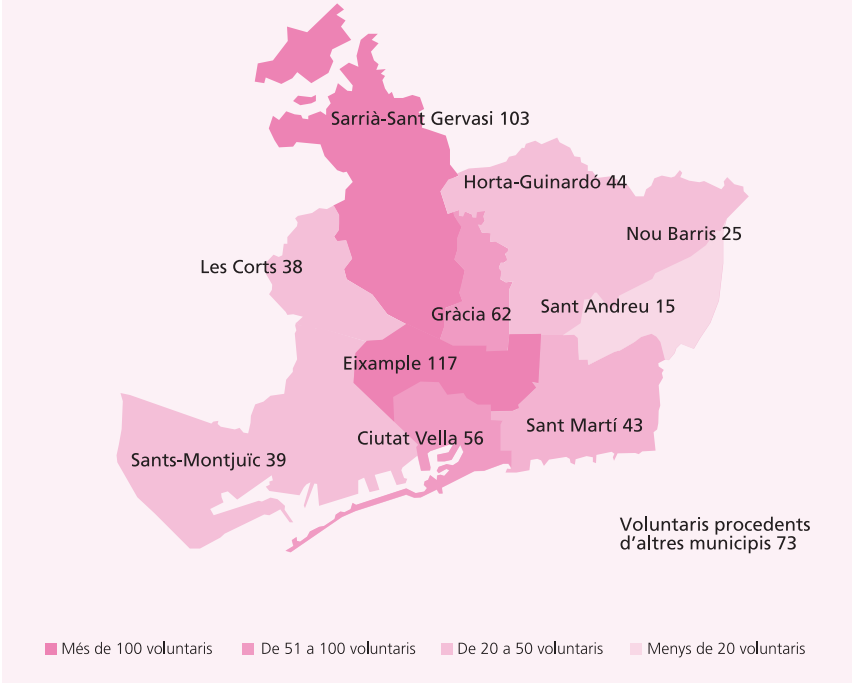 Sarrià-Sant Gervasi 103
Horta-Guinardó 44
Nou Barris 25
Les Corts 38
Sant Andreu 15
Gràcia 62
Eixample 117
Sant Martí 43
Ciutat Vella 56
Sants-Montjuïc 39
Voluntaris procedents
d'altres municipis 73
Més de 100 voluntaris
De 51 a 100 voluntaris
De 20 a 50 voluntaris
Menys de 20 voluntaris